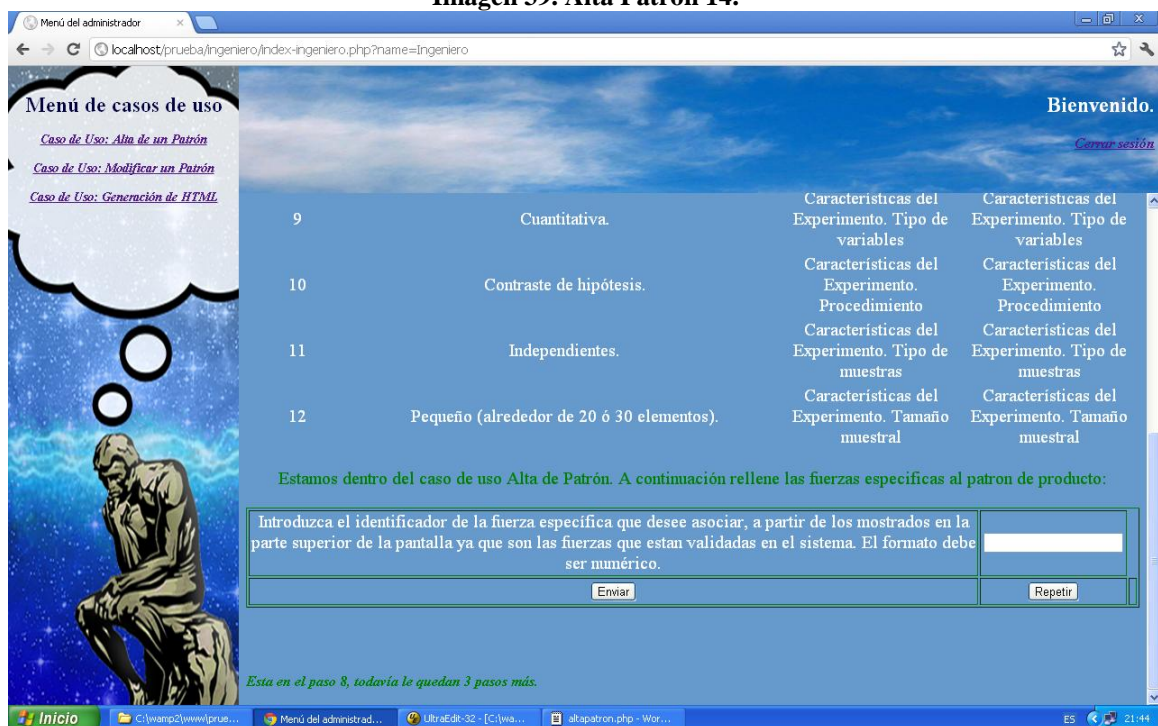 Imagen 39. Alta Patrón 14.
Menú del administrador
localhost/prueba/ingeniero/index-ingeniero.php?name=Ingeniero
Menú de casos de uso
Caso de Uso: Alta de un Patrón
Caso de Uso: Modificar un Patrón
Caso de Uso: Generación de HTML
Bienvenido.
Cerrar sesión
9 Cuantitativa. Características del Experimento. Tipo de variables Características del Experimento. Tipo de variables
10 Contraste de hipótesis. Características del Experimento. Procedimiento Características del Experimento. Procedimiento
11 Independientes. Características del Experimento. Tipo de muestras Características del Experimento. Tipo de muestras
12 Pequeño (alrededor de 20 ó 30 elementos). Características del Experimento. Tamaño muestral Características del Experimento. Tamaño muestral
Estamos dentro del caso de uso Alta de Patrón. A continuación rellene las fuerzas especificas al patron de producto:
Introduzca el identificador de la fuerza específica que desee asociar, a partir de los mostrados en la
parte superior de la pantalla ya que son las fuerzas que estan validadas en el sistema. El formato debe
ser numérico.
Enviar
Repetir
Esta en el paso 8, todavía le quedan 3 pasos más.
Inicio
C:\wamp2\www\prue...
Menú del administrad...
UltraEdit-32 - [C:\wa...
altapatron.php - Wor...
ES
21:44